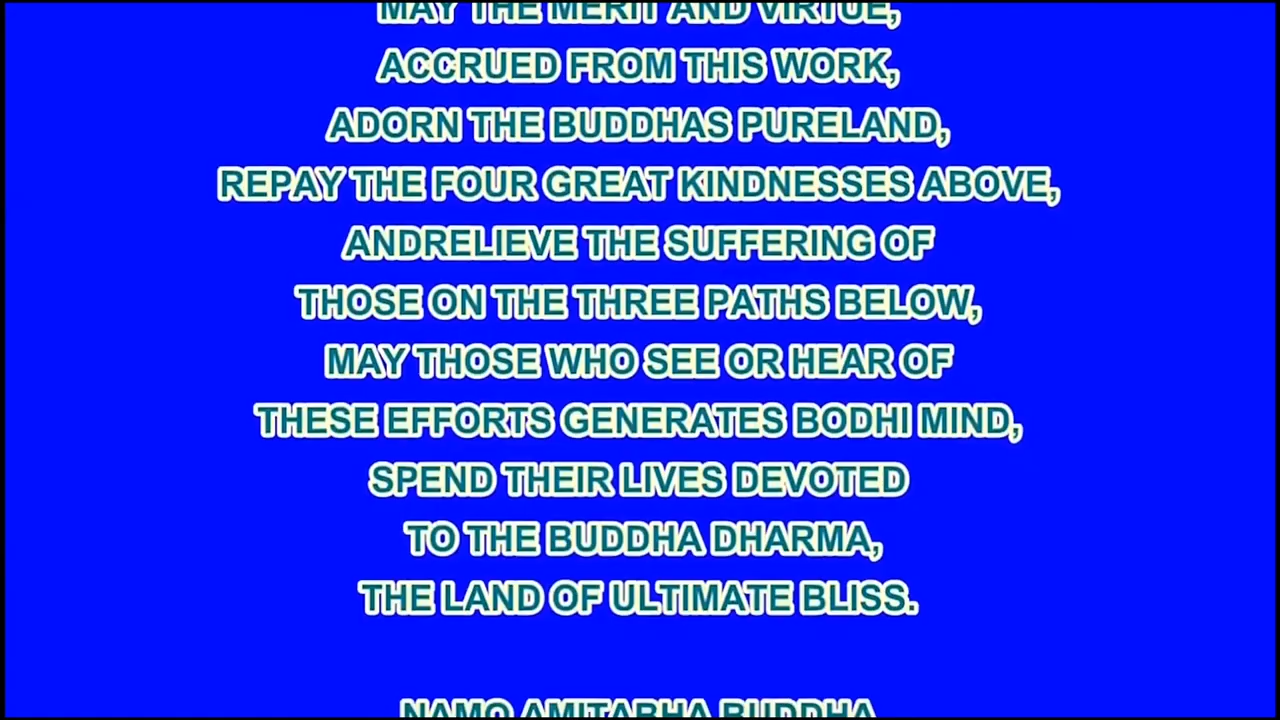 MAY THE MERIT AND VIRTUE,
ACCRUED FROM THIS WORK,
ADORN THE BUDDHAS PURELAND,
REPAY THE FOUR GREAT KINDNESSES ABOVE,
ANDRELIEVE THE SUFFERING OF
THOSE ON THE THREE PATHS BELOW,
MAY THOSE WHO SEE OR HEAR OF
THESE EFFORTS GENERATES BODHI MIND,
SPEND THEIR LIVES DEVOTED
TO THE BUDDHA DHARMA,
THE LAND OF ULTIMATE BLISS.
NAMO AMITABHA BUDDHA